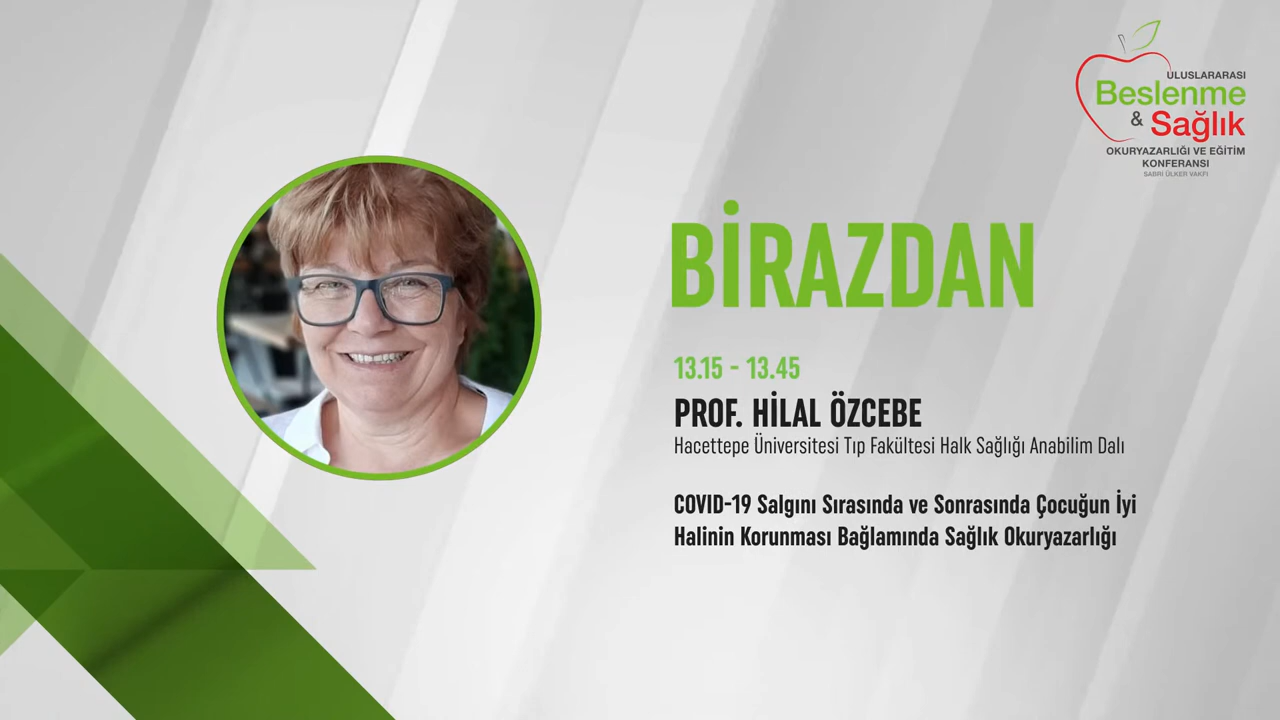 ULUSLARARASI
Beslenme
& Sağlık
OKURYAZARLIĞI VE EĞİTİM
KONFERANSI
SABRİ ÜLKER VAKFI
BİRAZDAN
13.15 - 13.45
PROF. HİLAL ÖZCEBE
Hacettepe Üniversitesi Tıp Fakültesi Halk Sağlığı Anabilim Dalı
COVID-19 Salgını Sırasında ve Sonrasında Çocuğun İyi
Halinin Korunması Bağlamında Sağlık Okuryazarlığı